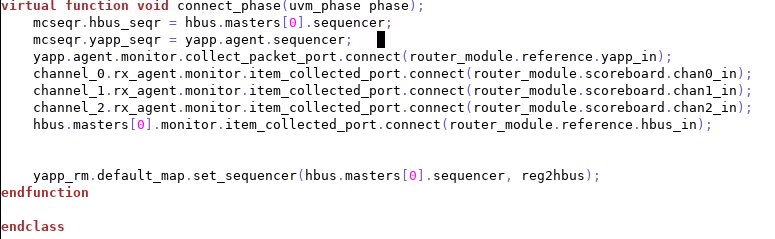 virtual function void connect_phase(uvm_phase phase);
    mcseqr.hbus_seqr = hbus.masters[0].sequencer;
    mcseqr.yapp_seqr = yapp.agent.sequencer;
    yapp.agent.monitor.collect_packet_port.connect(router_module.reference.yapp_in);
    channel_0.rx_agent.monitor.item_collected_port.connect(router_module.scoreboard.chan0_in);
    channel_1.rx_agent.monitor.item_collected_port.connect(router_module.scoreboard.chan1_in);
    channel_2.rx_agent.monitor.item_collected_port.connect(router_module.scoreboard.chan2_in);
    hbus.masters[0].monitor.item_collected_port.connect(router_module.reference.hbus_in);
    yapp_rm.default_map.set_sequencer(hbus.masters[0].sequencer, reg2hbus);
endfunction
endclass